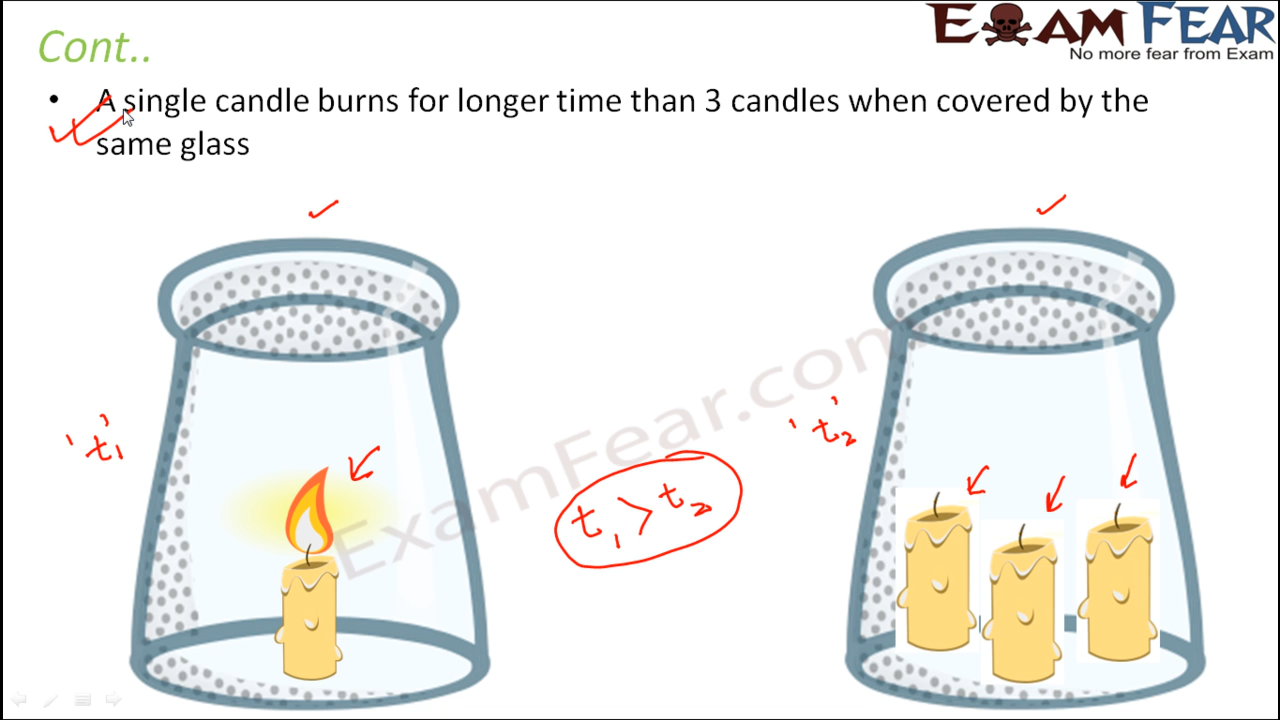 Cont..
EXAM FEAR
No more fear from Exam
• A single candle burns for longer time than 3 candles when covered by the
same glass
't₁'
't₂'
t₁ > t₂
ExamFear.com